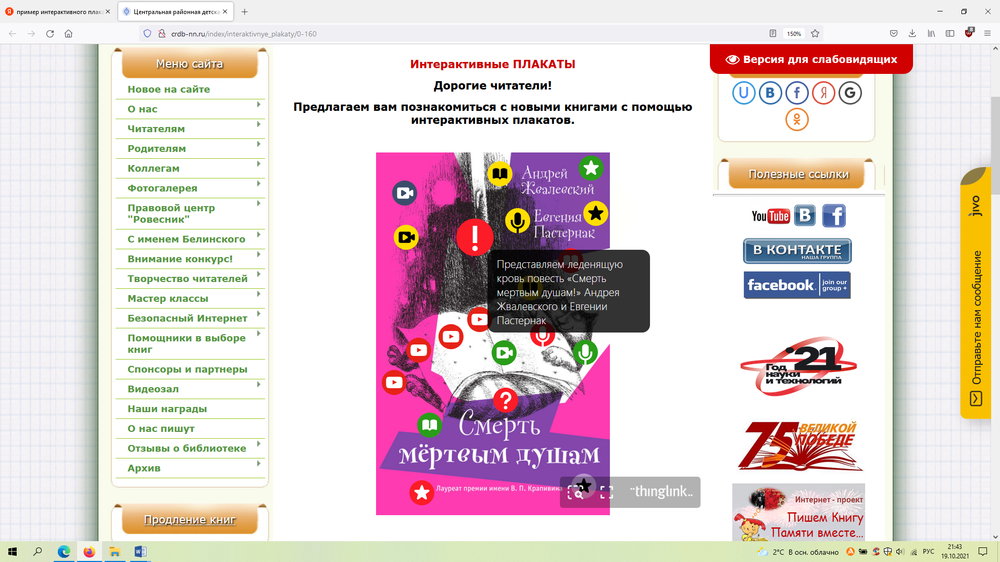 пример интерактивного плака
Центральная районная детска
crdb-nn.ru/index/interaktivnye_plakaty/0-160
150%
8
Меню сайта
Новое на сайте
О нас
Читателям
Родителям
Коллегам
Фотогалерея
Правовой центр
"Ровесник"
С именем Белинского
Внимание конкурс!
Творчество читателей
Мастер классы
Безопасный Интернет
Помощники в выборе
книг
Спонсоры и партнеры
Видеозал
Наши награды
О нас пишут
Отзывы о библиотеке
Архив
Продление книг
Интерактивные ПЛАКАТЫ
Дорогие читатели!
Предлагаем вам познакомиться с новыми книгами с помощью
интерактивных плакатов.
Андрей
Жвалевский
Евгения
Пастернак
Представляем леденящую
кровь повесть «Смерть
мертвым душам!» Андрея
Жвалевского и Евгении
Пастернак
Смерть
мёртвым душам
Лауреат премии имени В. П. Крапивина
thinglink..
Версия для слабовидящих
Полезные ссылки
YouTube
В
f
В КОНТАКТЕ
НАША ГРУППА
facebook
join our
group +
'21
Год
науки
и технологий
75
ВЕЛИКОЙ
ПОБЕДЕ
Интернет - проект
Пишем Книгу
Памяти вместе...
jivo
Отправьте нам сообщение
2°C В осн. облачно
РУС
21:43
19.10.2021